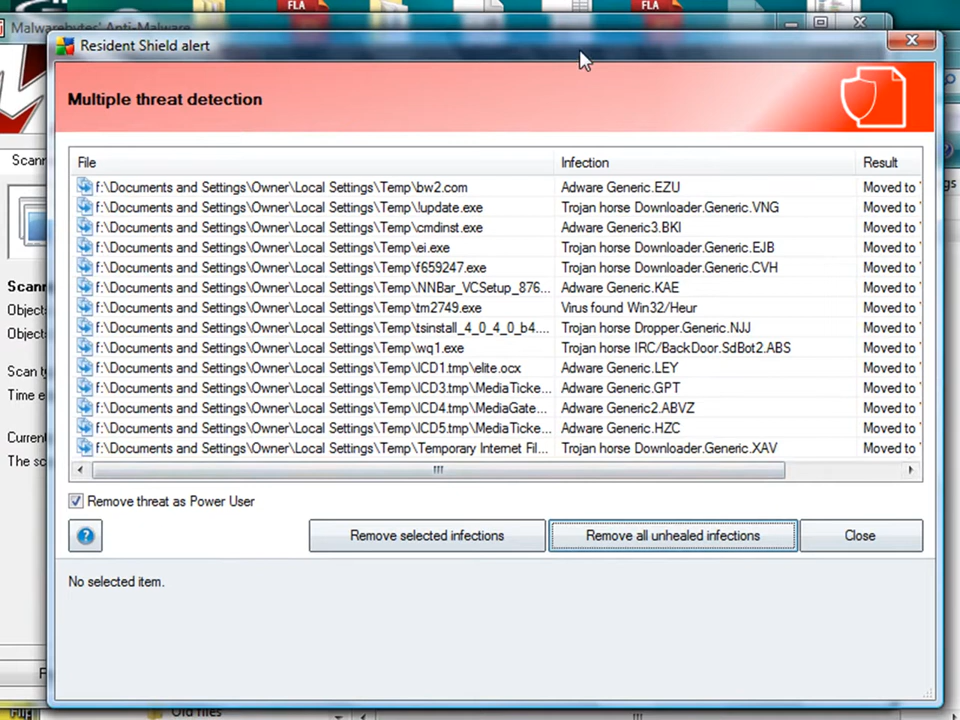 FLA
FLA
Malwarebytes' Anti-Malware
Resident Shield alert
Multiple threat detection
File Infection Result
f:\Documents and Settings\Owner\Local Settings\Temp\bw2.com Adware Generic.EZU Moved to
f:\Documents and Settings\Owner\Local Settings\Temp\!update.exe Trojan horse Downloader.Generic.VNG Moved to
f:\Documents and Settings\Owner\Local Settings\Temp\cmdinst.exe Adware Generic3.BKI Moved to
f:\Documents and Settings\Owner\Local Settings\Temp\ei.exe Trojan horse Downloader.Generic.EJB Moved to
f:\Documents and Settings\Owner\Local Settings\Temp\f659247.exe Trojan horse Downloader.Generic.CVH Moved to
f:\Documents and Settings\Owner\Local Settings\Temp\NNBar_VCSetup_876... Adware Generic.KAE Moved to
f:\Documents and Settings\Owner\Local Settings\Temp\tm2749.exe Virus found Win32/Heur Moved to
f:\Documents and Settings\Owner\Local Settings\Temp\tsinstall_4_0_4_0_b4.... Trojan horse Dropper.Generic.NJJ Moved to
f:\Documents and Settings\Owner\Local Settings\Temp\wq1.exe Trojan horse IRC/BackDoor.SdBot2.ABS Moved to
f:\Documents and Settings\Owner\Local Settings\Temp\ICD1.tmp\elite.ocx Adware Generic.LEY Moved to
f:\Documents and Settings\Owner\Local Settings\Temp\ICD3.tmp\MediaTicke... Adware Generic.GPT Moved to
f:\Documents and Settings\Owner\Local Settings\Temp\ICD4.tmp\MediaGate... Adware Generic2.ABVZ Moved to
f:\Documents and Settings\Owner\Local Settings\Temp\ICD5.tmp\MediaTicke... Adware Generic.HZC Moved to
f:\Documents and Settings\Owner\Local Settings\Temp\Temporary Internet Fil... Trojan horse Downloader.Generic.XAV Moved to
Remove threat as Power User
Remove selected infections Remove all unhealed infections Close
No selected item.
Scann
Scann
Object
Object
Scan t
Time e
Curren
The sc
Old files